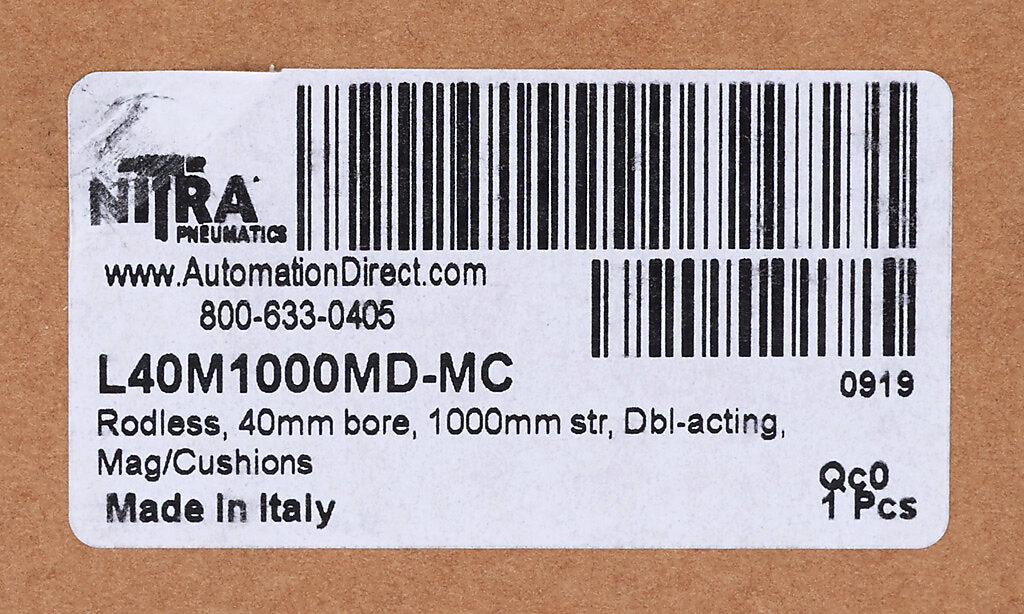 NITRA
PNEUMATICS
www.AutomationDirect.com
800-633-0405
L40M1000MD-MC
0919
Rodless, 40mm bore, 1000mm str, Dbl-acting,
Mag/Cushions
Made In Italy
Qc0
1 Pcs